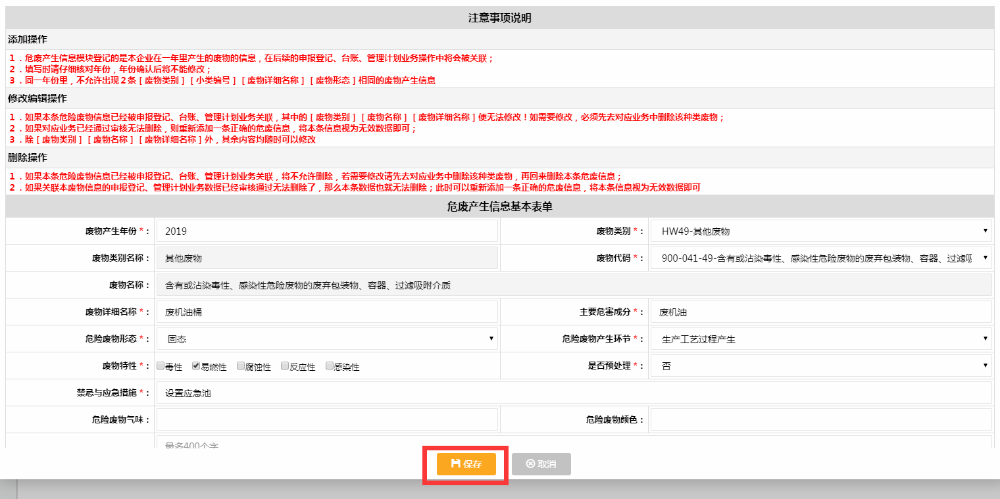 注意事项说明
添加操作
1．危废产生信息模块登记的是本企业在一年里产生的废物的信息，在后续的申报登记、台账、管理计划业务操作中将会被关联；
2．填写时请仔细核对年份，年份确认后将不能修改；
3．同一年份里，不允许出现2条［废物类别］［小类编号］［废物详细名称］［废物形态］相同的废物产生信息
修改编辑操作
1．如果本条危险废物信息已经被申报登记、台账、管理计划业务关联，其中的［废物类别］［废物名称］［废物详细名称］便无法修改！如需要修改，必须先去对应业务中删除该种类废物；
2．如果对应业务已经通过审核无法删除，则重新添加一条正确的危废信息，将本条信息视为无效数据即可；
3．除［废物类别］［废物名称］［废物详细名称］外，其余内容均随时可以修改
删除操作
1．如果本条危险废物信息已经被申报登记、台账、管理计划业务关联，将不允许删除，若需要修改请先去对应业务中删除该种类废物，再回来删除本条危废信息；
2．如果关联本废物信息的申报登记、管理计划业务数据已经审核通过无法删除了，那么本条数据也就无法删除；此时可以重新添加一条正确的危废信息，将本条信息视为无效数据即可
危废产生信息基本表单
废物产生年份*： 2019 废物类别*： HW49-其他废物
废物类别名称： 其他废物 废物代码*： 900-041-49-含有或沾染毒性、感染性危险废物的废弃包装物、容器、过滤吸
废物名称： 含有或沾染毒性、感染性危险废物的废弃包装物、容器、过滤吸附介质
废物详细名称*： 废机油桶 主要危害成分*： 废机油
危险废物形态*： 固态 危险废物产生环节*： 生产工艺过程产生
废物特性*： 毒性 易燃性 腐蚀性 反应性 感染性 是否预处理*： 否
禁忌与应急措施*： 设置应急池
危险废物气味： 危险废物颜色：
最多400个字
保存 取消